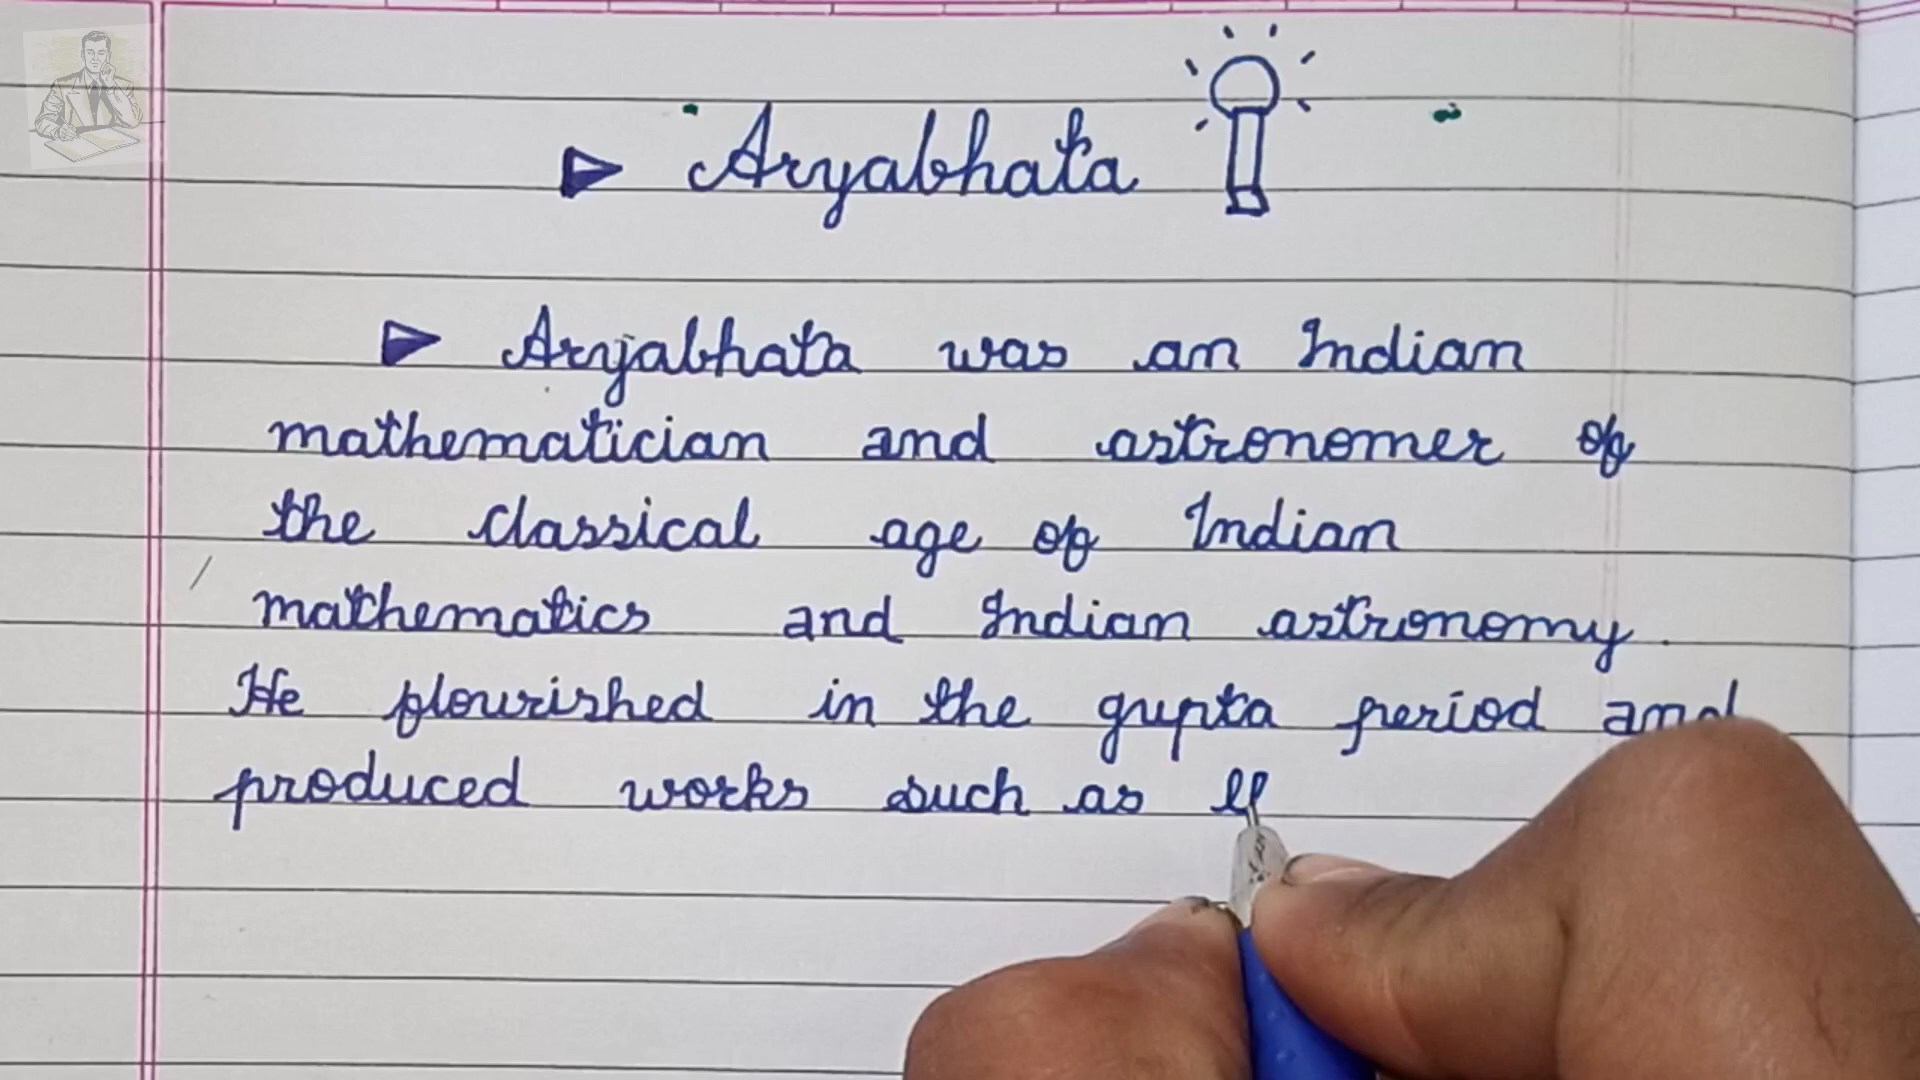 Aryabhata
Aryabhata was an Indian
mathematician and astronomer of
the classical age of Indian
mathematics and Indian astronomy.
He flourished in the gupta period and
produced works such as